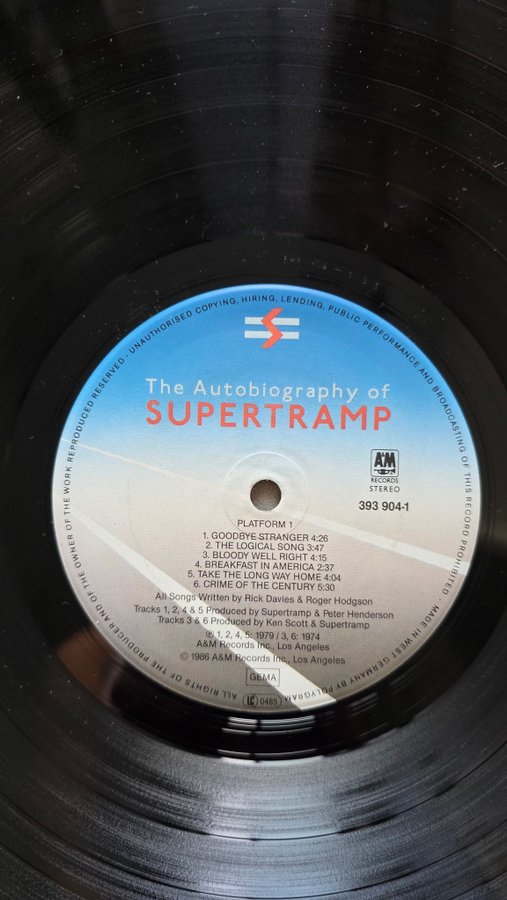 ALL RIGHTS OF THE PRODUCER AND OF THE OWNER OF THE WORK REPRODUCED RESERVED - UNAUTHORISED COPYING, HIRING, LENDING, PUBLIC PERFORMANCE AND BROADCASTING OF THIS RECORD PROHIBITED. MADE IN WEST GERMANY BY POLYGRAM
The Autobiography of
SUPERTRAMP
A&M
RECORDS
STEREO
393 904-1
PLATFORM 1
1. GOODBYE STRANGER 4:26
2. THE LOGICAL SONG 3:47
3. BLOODY WELL RIGHT 4:15
4. BREAKFAST IN AMERICA 2:37
5. TAKE THE LONG WAY HOME 4:04
6. CRIME OF THE CENTURY 5:30
All Songs Written by Rick Davies & Roger Hodgson
Tracks 1, 2, 4 & 5 Produced by Supertramp & Peter Henderson
Tracks 3 & 6 Produced by Ken Scott & Supertramp
℗ 1, 2, 4, 5: 1979 / 3, 6: 1974
A&M Records Inc., Los Angeles
© 1986 A&M Records Inc., Los Angeles
GEMA
LC 0485